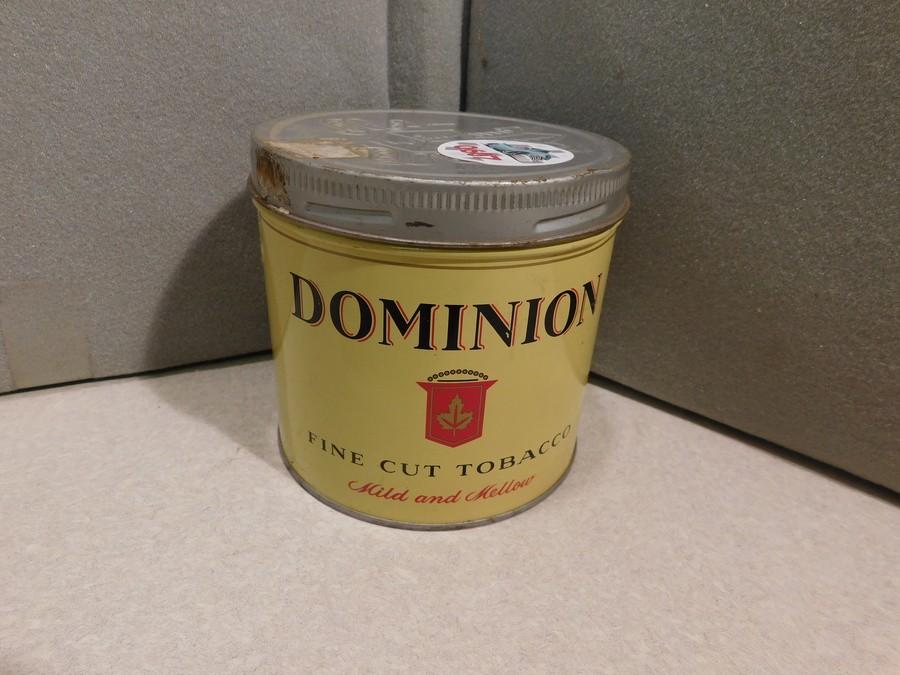 DOMINION
FINE CUT TOBACCO
Mild and Mellow